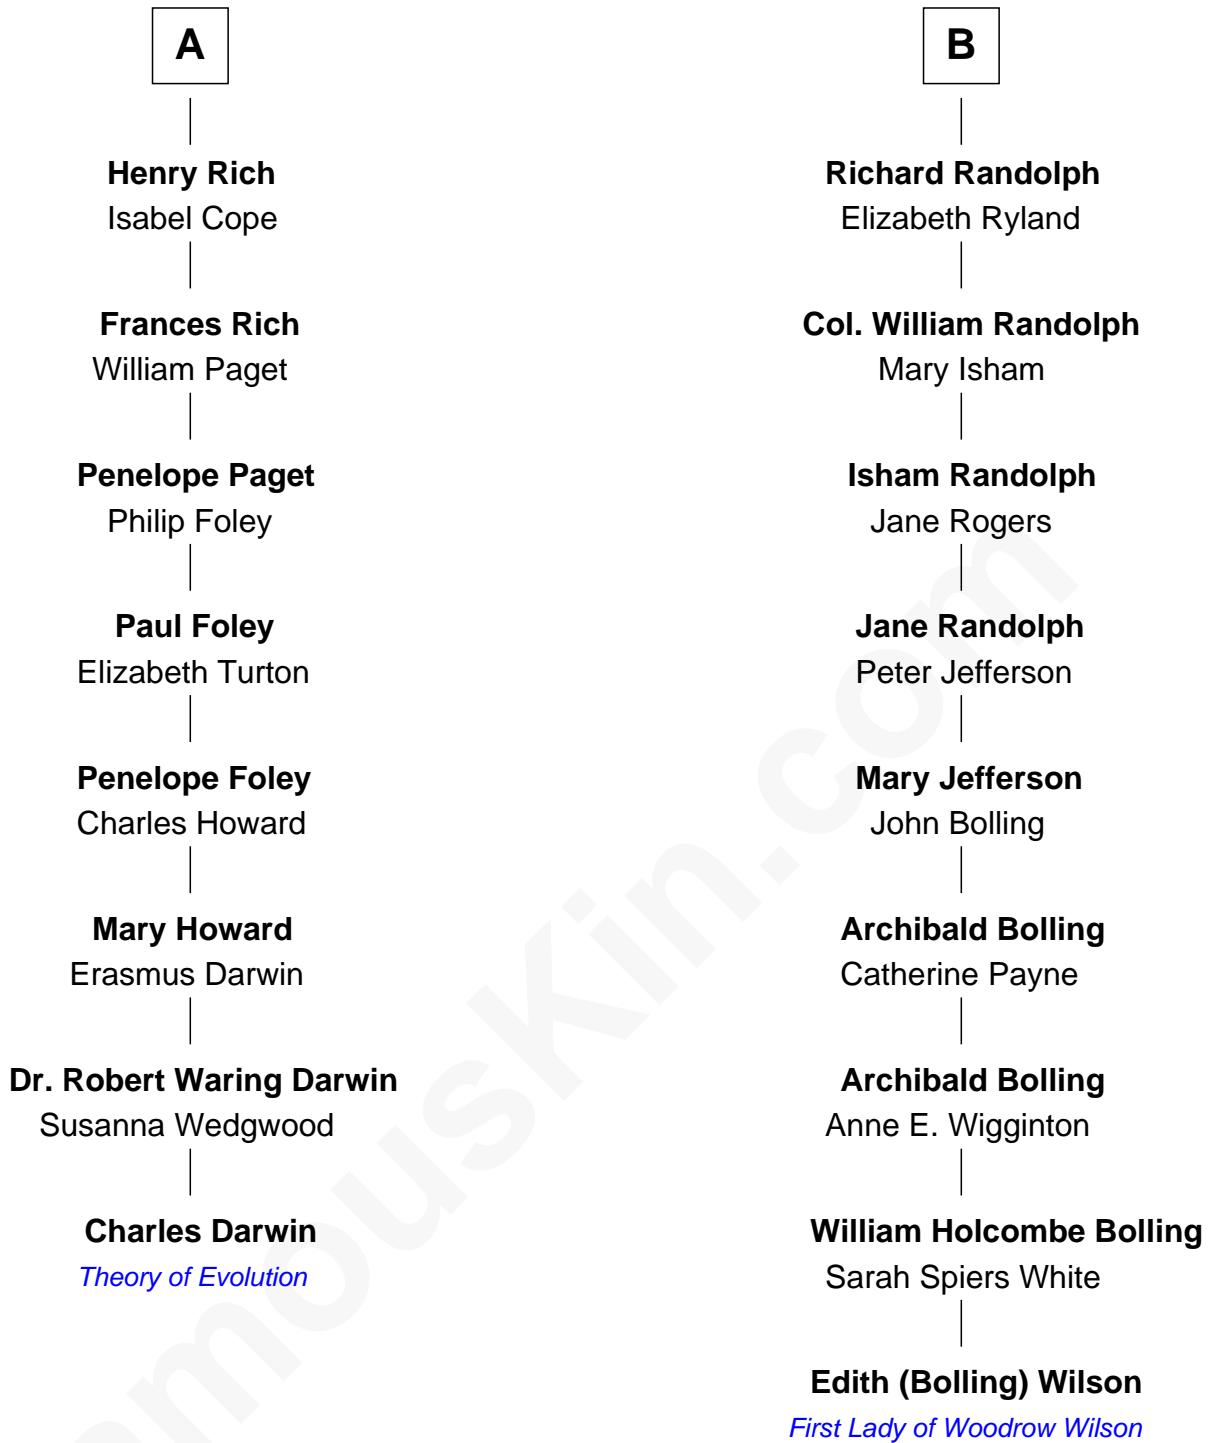 A
Henry Rich
Isabel Cope
Frances Rich
William Paget
Penelope Paget
Philip Foley
Paul Foley
Elizabeth Turton
Penelope Foley
Charles Howard
Mary Howard
Erasmus Darwin
Dr. Robert Waring Darwin
Susanna Wedgwood
Charles Darwin
Theory of Evolution
B
Richard Randolph
Elizabeth Ryland
Col. William Randolph
Mary Isham
Isham Randolph
Jane Rogers
Jane Randolph
Peter Jefferson
Mary Jefferson
John Bolling
Archibald Bolling
Catherine Payne
Archibald Bolling
Anne E. Wigginton
William Holcombe Bolling
Sarah Spiers White
Edith (Bolling) Wilson
First Lady of Woodrow Wilson
amousKin.com